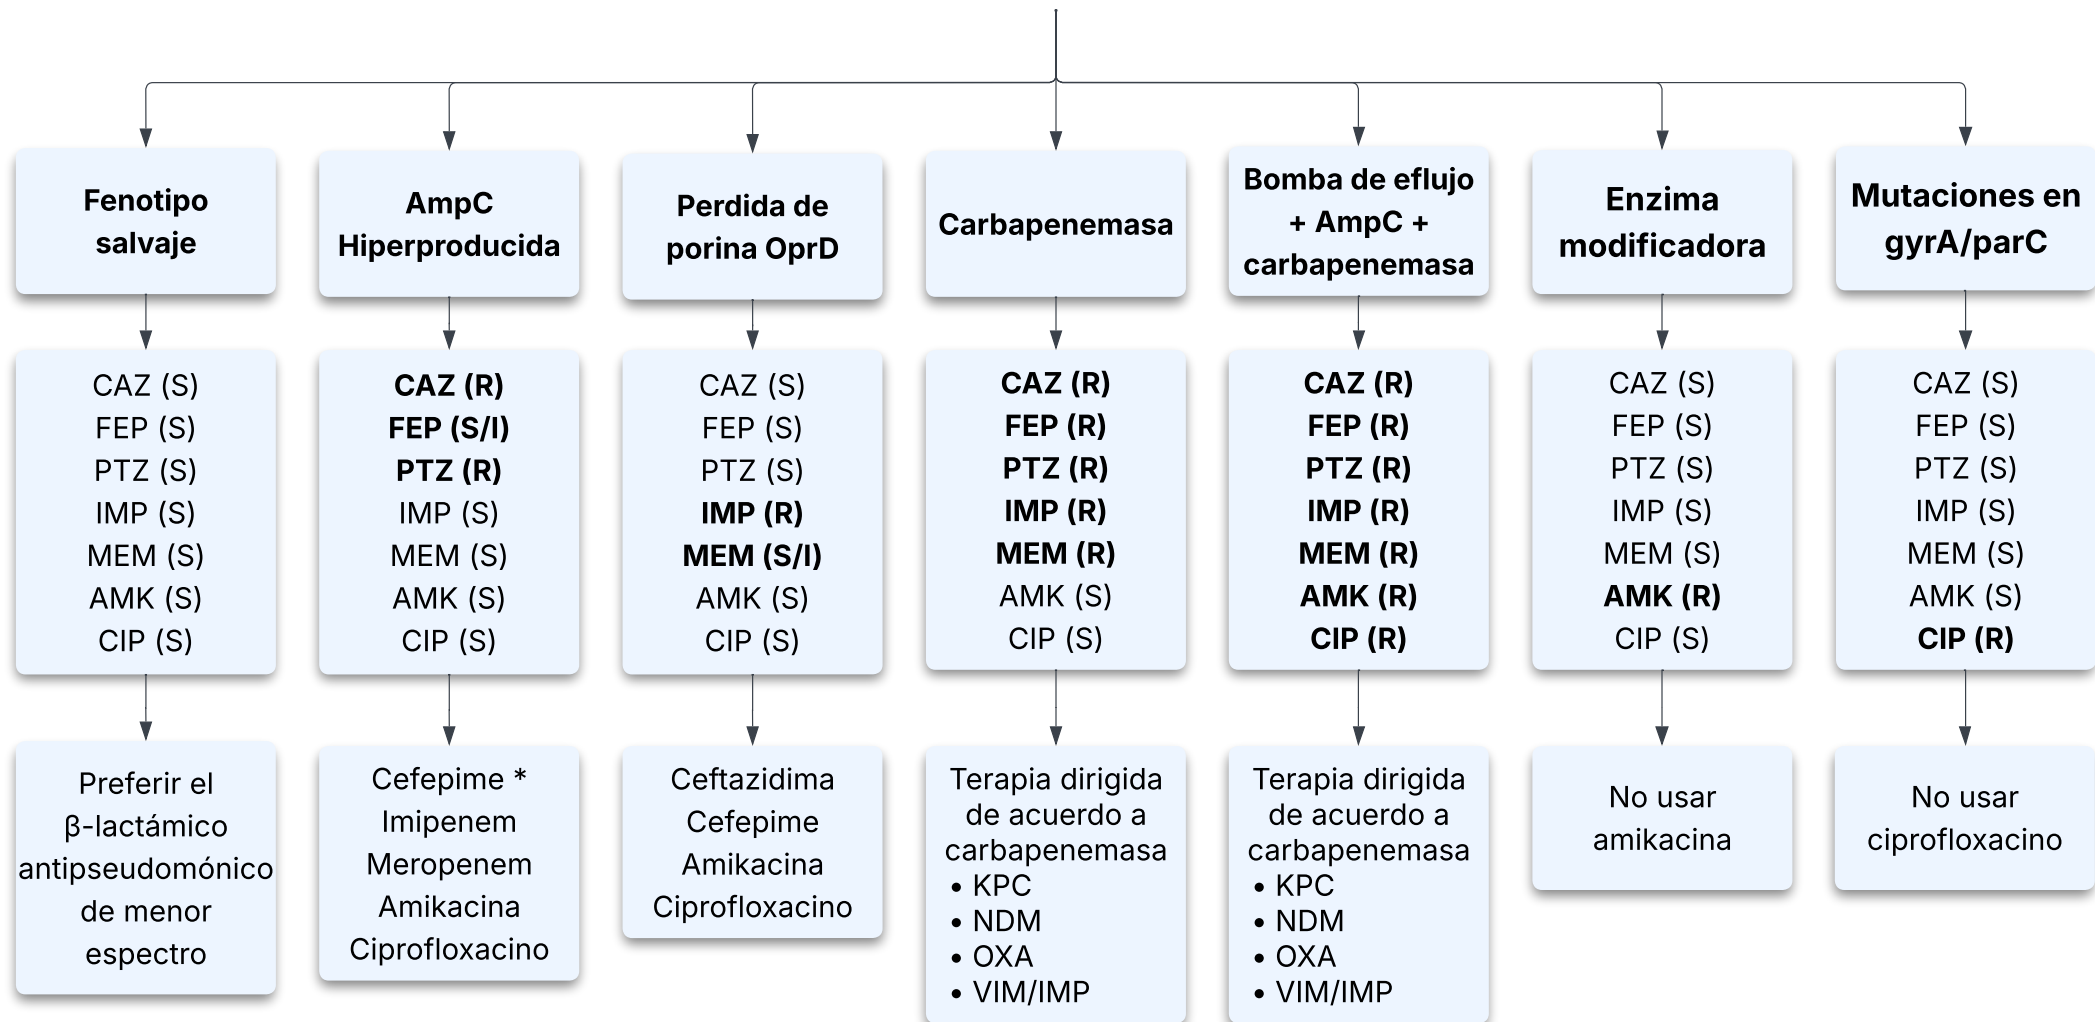 Fenotipo
salvaje
AmpC
Hiperproducida
Perdida de
porina OprD
Carbapenemasa
Bomba de eflujo
+ AmpC +
carbapenemasa
Enzima
modificadora
Mutaciones en
gyrA/parC
CAZ (S)
FEP (S)
PTZ (S)
IMP (S)
MEM (S)
AMK (S)
CIP (S)
CAZ (R)
FEP (S/I)
PTZ (R)
IMP (S)
MEM (S)
AMK (S)
CIP (S)
CAZ (S)
FEP (S)
PTZ (S)
IMP (R)
MEM (S/I)
AMK (S)
CIP (S)
CAZ (R)
FEP (R)
PTZ (R)
IMP (R)
MEM (R)
AMK (S)
CIP (S)
CAZ (R)
FEP (R)
PTZ (R)
IMP (R)
MEM (R)
AMK (R)
CIP (R)
CAZ (S)
FEP (S)
PTZ (S)
IMP (S)
MEM (S)
AMK (R)
CIP (S)
CAZ (S)
FEP (S)
PTZ (S)
IMP (S)
MEM (S)
AMK (S)
CIP (R)
Preferir el
β-lactámico
antipseudomónico
de menor
espectro
Cefepime *
Imipenem
Meropenem
Amikacina
Ciprofloxacino
Ceftazidima
Cefepime
Amikacina
Ciprofloxacino
Terapia dirigida
de acuerdo a
carbapenemasa
• KPC
• NDM
• OXA
• VIM/IMP
Terapia dirigida
de acuerdo a
carbapenemasa
• KPC
• NDM
• OXA
• VIM/IMP
No usar
amikacina
No usar
ciprofloxacino